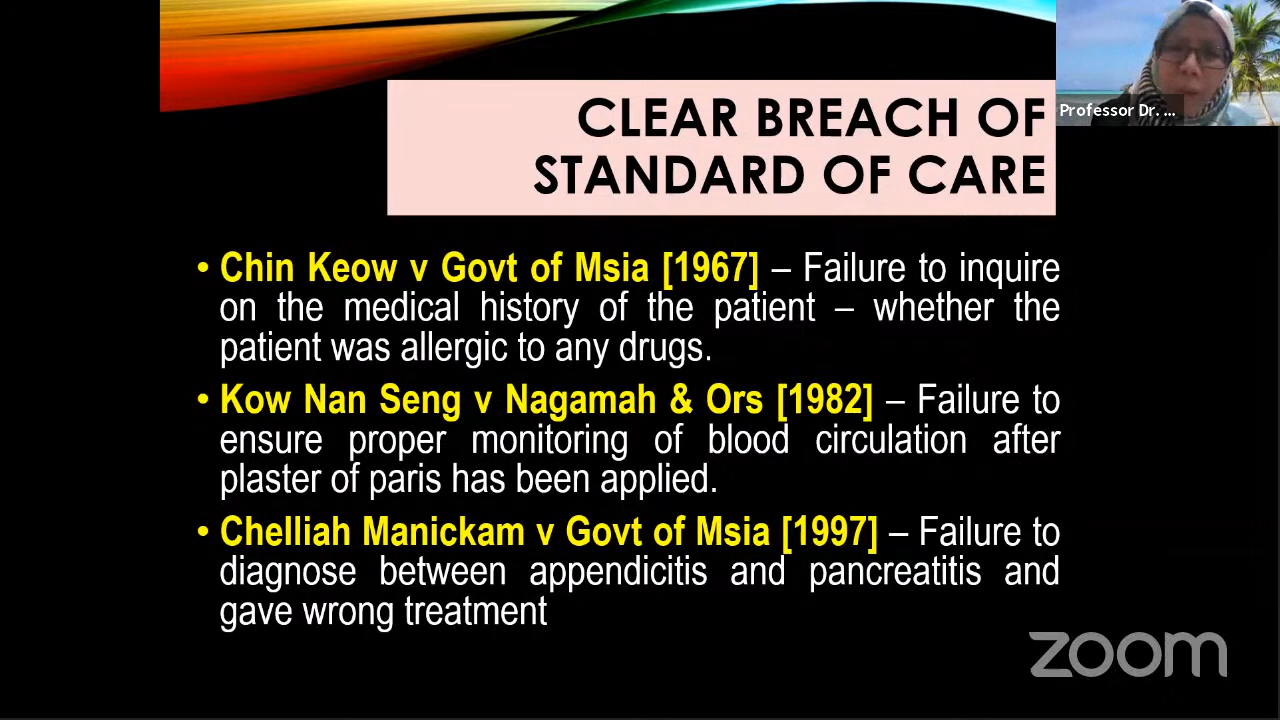 CLEAR BREACH OF
STANDARD OF CARE
Professor Dr. ...
• Chin Keow v Govt of Msia [1967] – Failure to inquire
on the medical history of the patient – whether the
patient was allergic to any drugs.
• Kow Nan Seng v Nagamah & Ors [1982] – Failure to
ensure proper monitoring of blood circulation after
plaster of paris has been applied.
• Chelliah Manickam v Govt of Msia [1997] – Failure to
diagnose between appendicitis and pancreatitis and
gave wrong treatment
zoom